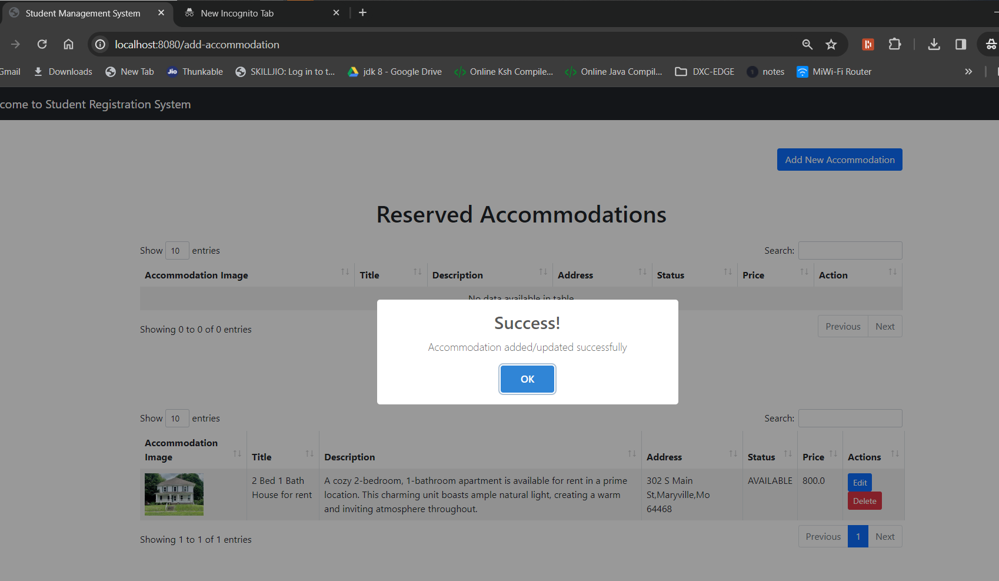 Student Management System
New Incognito Tab
localhost:8080/add-accommodation
Gmail Downloads New Tab Jio Thunkable SKILLJIO: Log in to t... jdk 8 - Google Drive Online Ksh Compile... Online Java Compil... DXC-EDGE notes MiWi-Fi Router
come to Student Registration System
Add New Accommodation
Reserved Accommodations
Show 10 entries Search:
Accommodation Image Title Description Address Status Price Action
No data available in table
Showing 0 to 0 of 0 entries Previous Next
Success!
Accommodation added/updated successfully
OK
Show 10 entries Search:
Accommodation
Image Title Description Address Status Price Actions
2 Bed 1 Bath
House for rent
A cozy 2-bedroom, 1-bathroom apartment is available for rent in a prime
location. This charming unit boasts ample natural light, creating a warm
and inviting atmosphere throughout.
302 S Main
St,Maryville,Mo
64468
AVAILABLE
800.0
Edit
Delete
Showing 1 to 1 of 1 entries Previous 1 Next